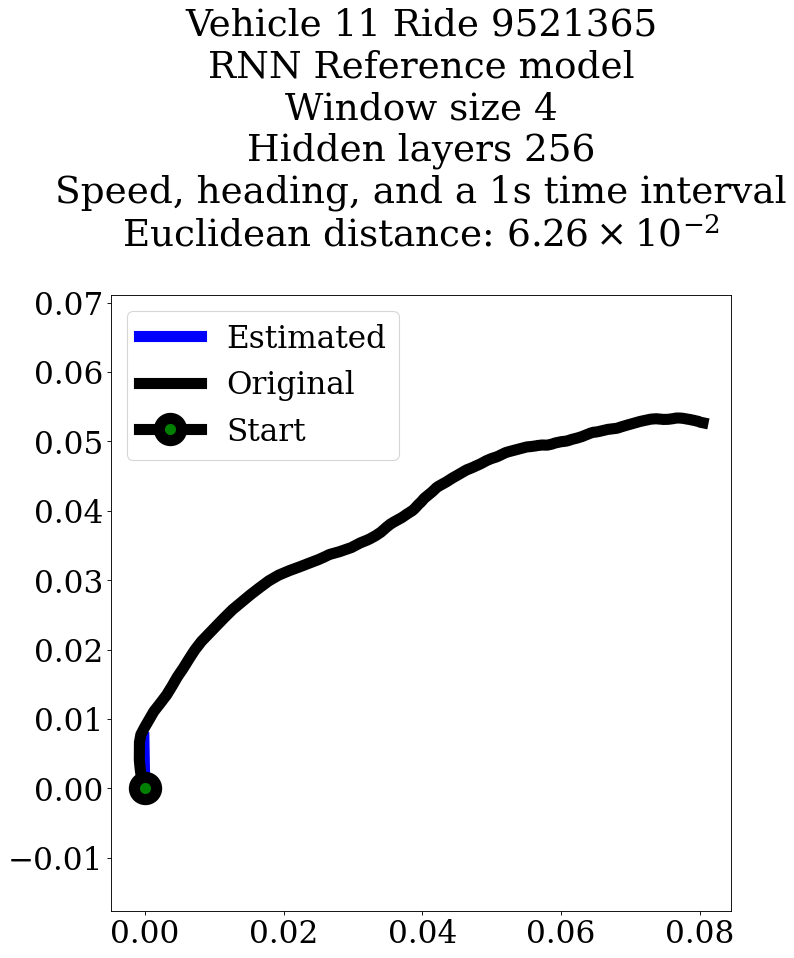 Vehicle 11 Ride 9521365
RNN Reference model
Window size 4
Hidden layers 256
Speed, heading, and a 1s time interval
Euclidean distance: 6.26 × 10⁻²
0.07
0.06
0.05
0.04
0.03
0.02
0.01
0.00
−0.01
Estimated
Original
Start
0.00 0.02 0.04 0.06 0.08